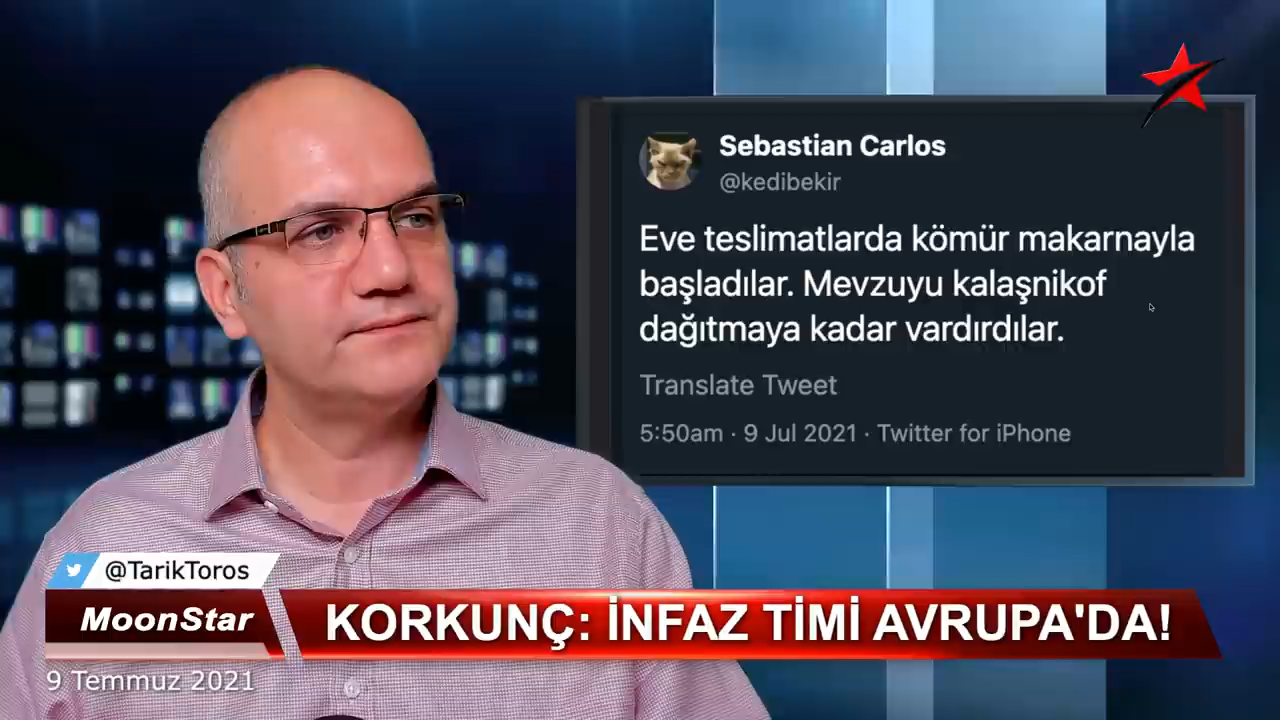 Sebastian Carlos
@kedibekir
Eve teslimatlarda kömür makarnayla
başladılar. Mevzuyu kalaşnikof
dağıtmaya kadar vardırdılar.
Translate Tweet
5:50am · 9 Jul 2021 · Twitter for iPhone
@TarikToros
MoonStar
KORKUNÇ: İNFAZ TİMİ AVRUPA'DA!
9 Temmuz 2021